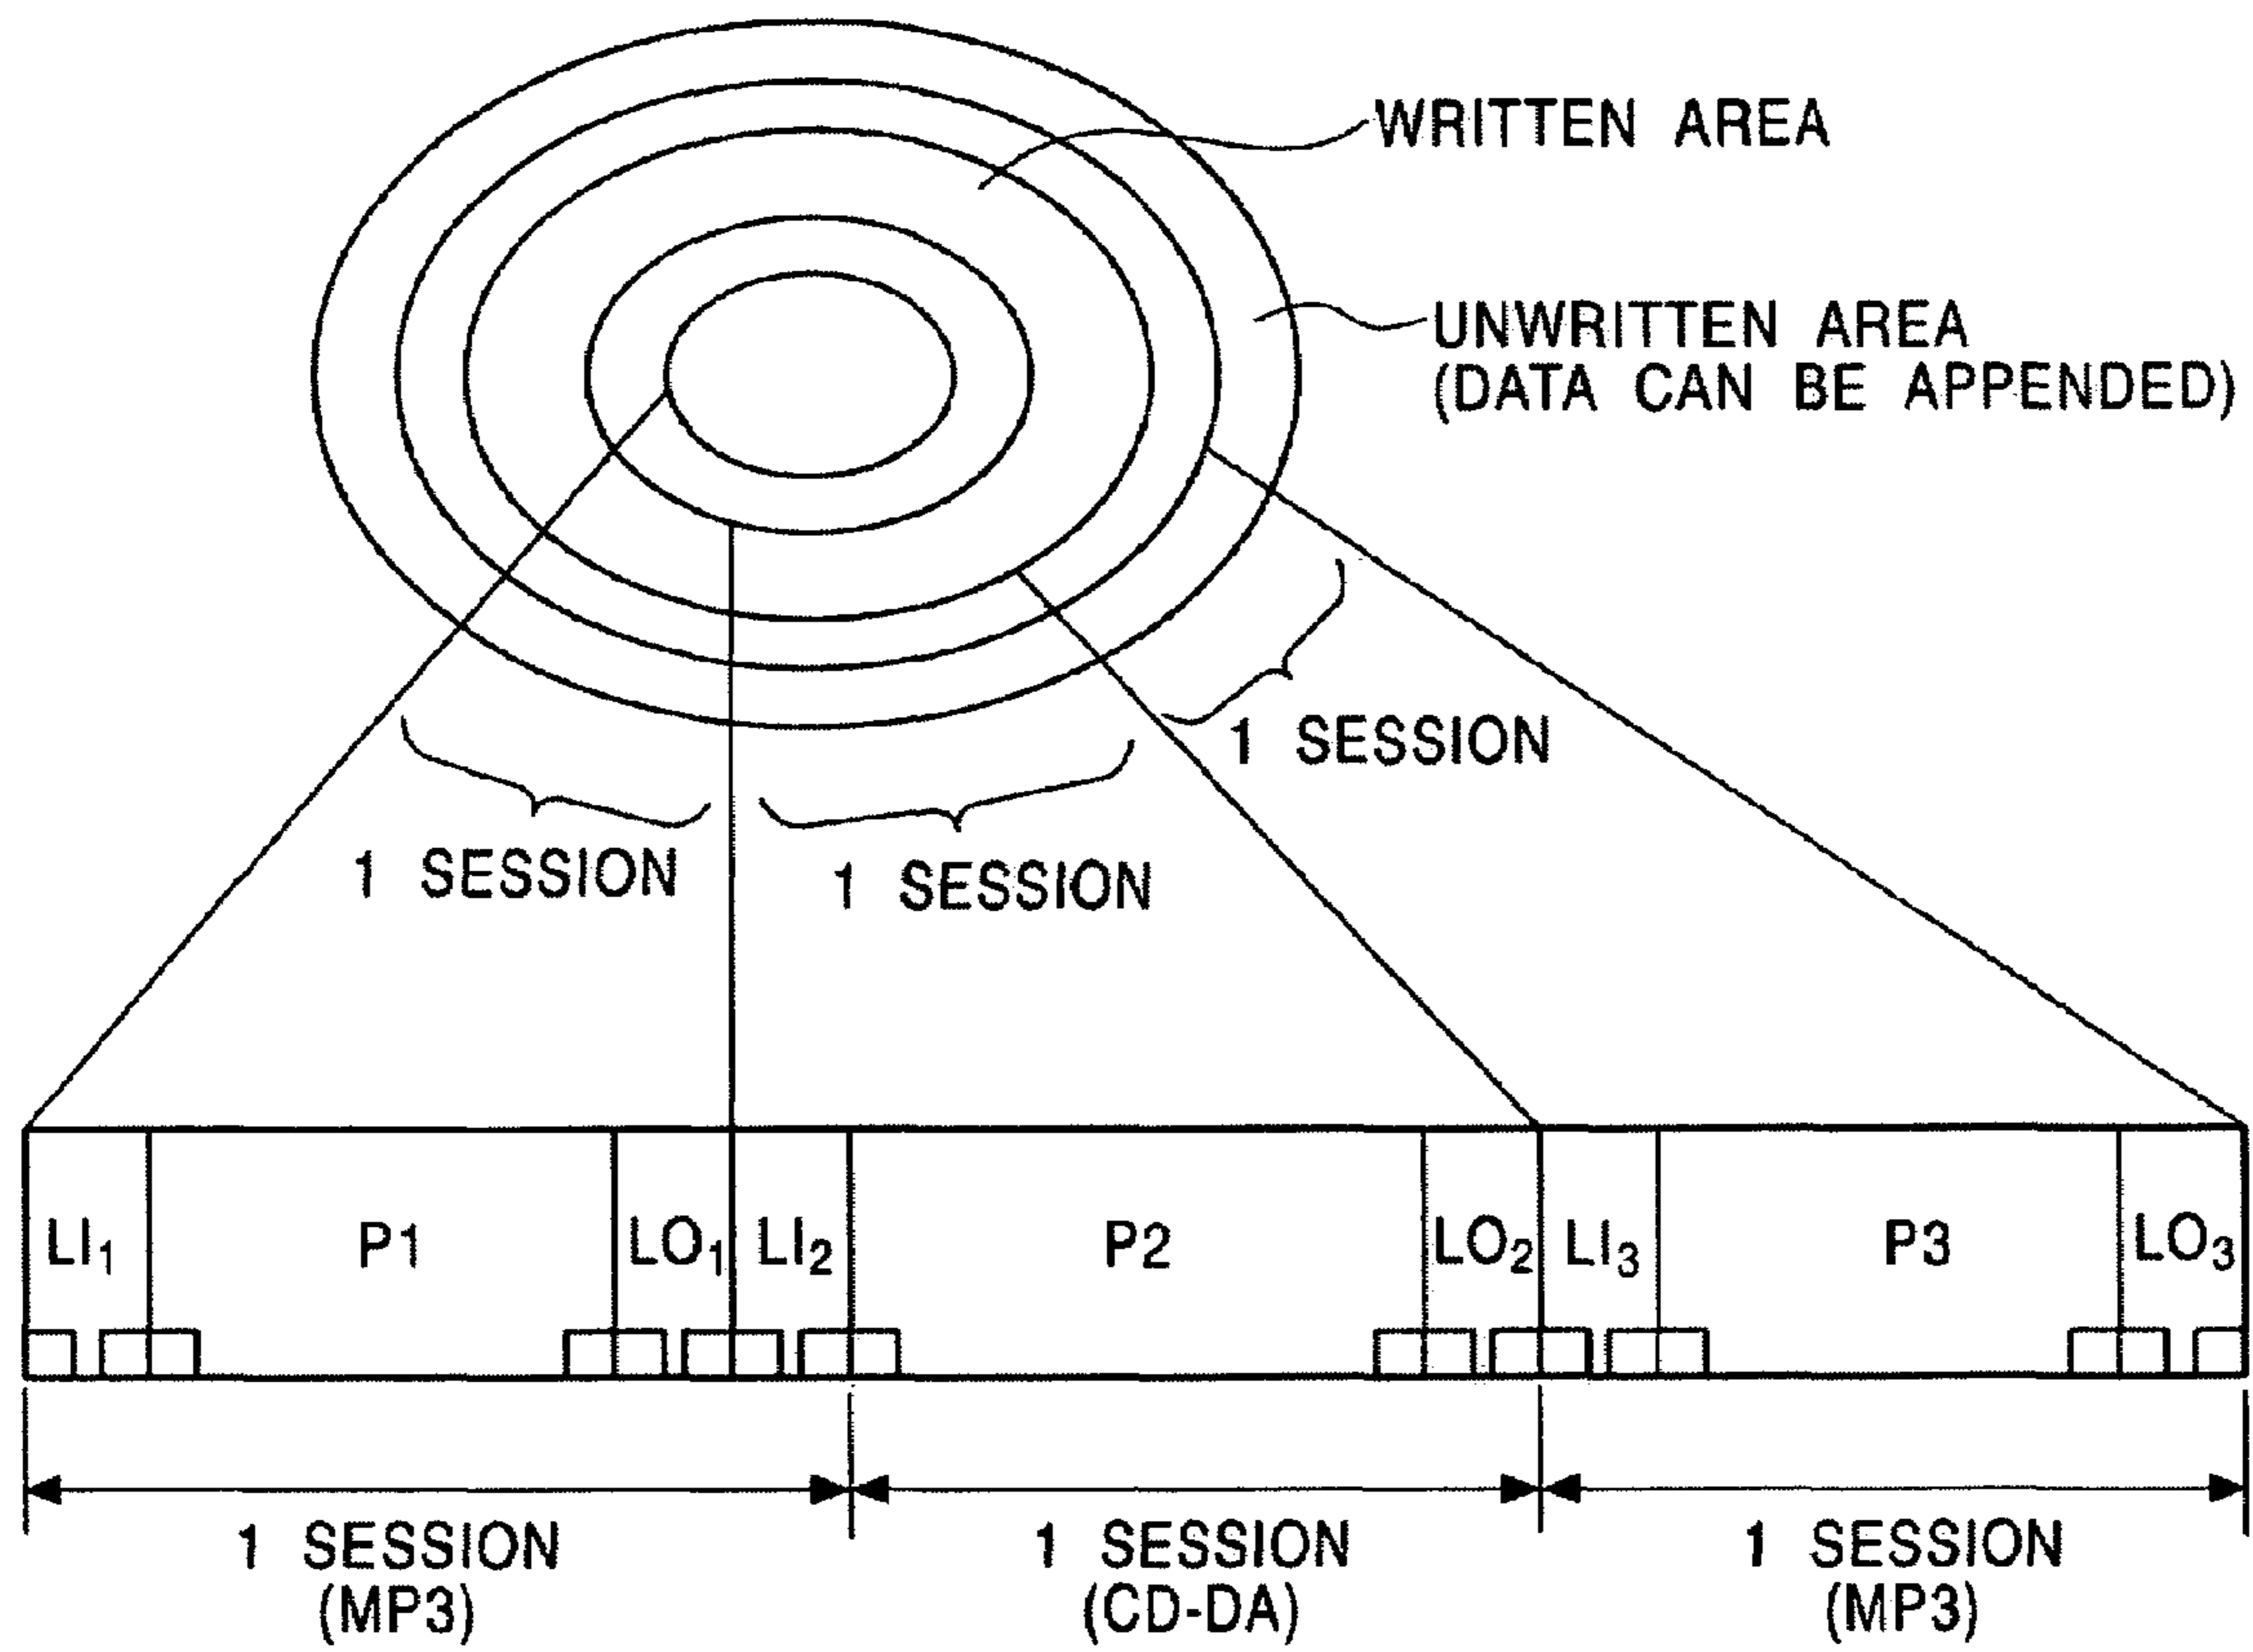 WRITTEN AREA
UNWRITTEN AREA
(DATA CAN BE APPENDED)
1 SESSION
1 SESSION
1 SESSION
LI1 P1 LO1 LI2 P2 LO2 LI3 P3 LO3
1 SESSION
(MP3)
1 SESSION
(CD-DA)
1 SESSION
(MP3)